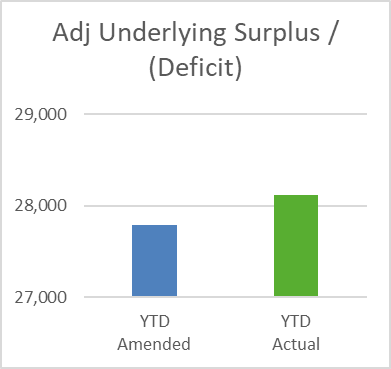 Adj Underlying Surplus /
(Deficit)
29,000
28,000
27,000
YTD
Amended
YTD
Actual